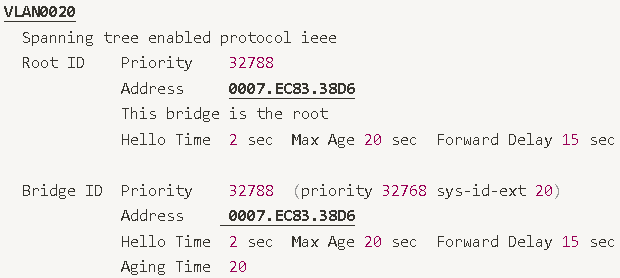 VLAN0020
Spanning tree enabled protocol ieee
Root ID Priority 32788
Address 0007.EC83.38D6
This bridge is the root
Hello Time 2 sec Max Age 20 sec Forward Delay 15 sec
Bridge ID Priority 32788 (priority 32768 sys-id-ext 20)
Address 0007.EC83.38D6
Hello Time 2 sec Max Age 20 sec Forward Delay 15 sec
Aging Time 20